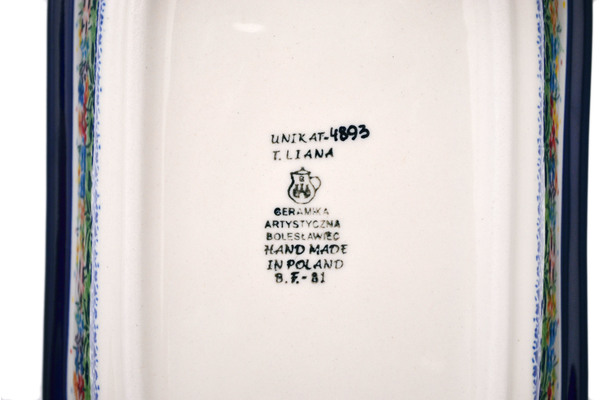 UNIKAT-4893
T. LIANA
CERAMIKA
ARTYSTYCZNA
BOLESŁAWIEC
HAND MADE
IN POLAND
B.F.-81